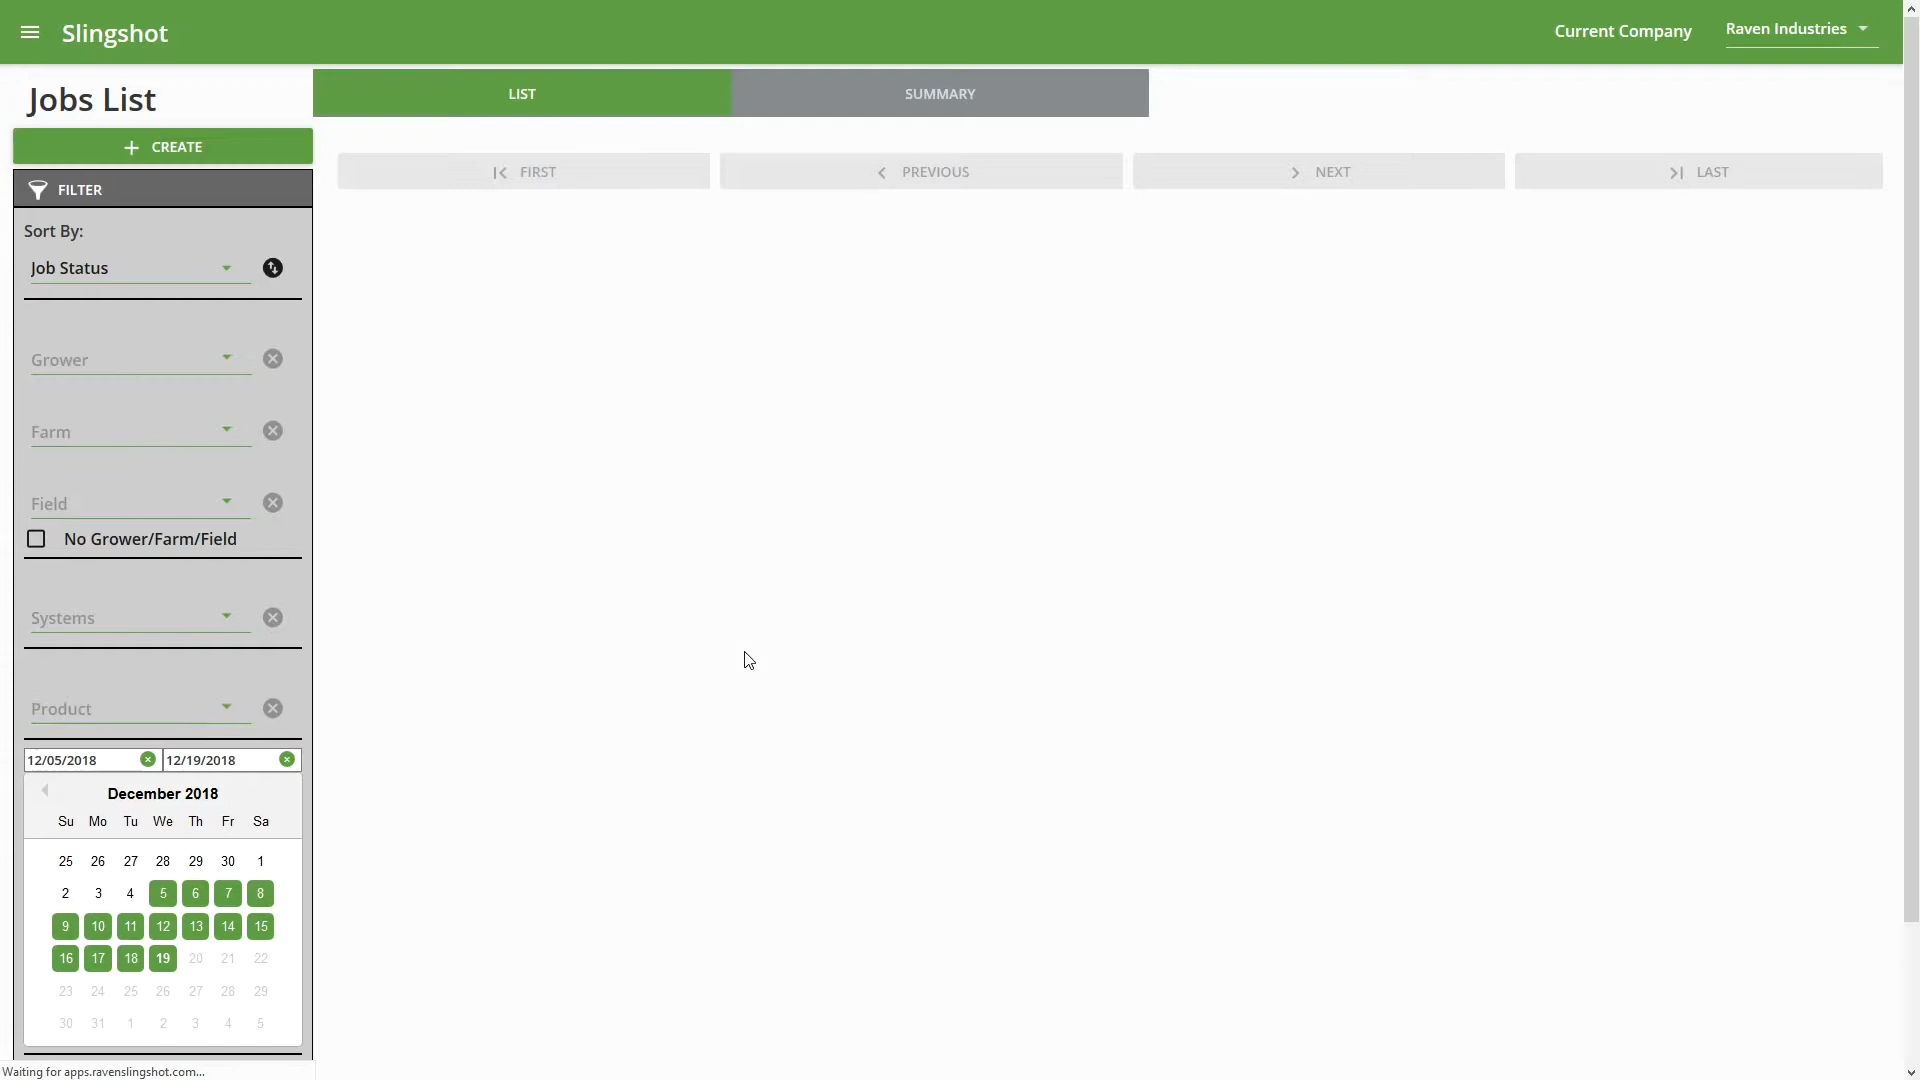 Slingshot
Current Company
Raven Industries
Jobs List
LIST
SUMMARY
CREATE
FIRST
PREVIOUS
NEXT
LAST
FILTER
Sort By:
Job Status
Grower
Farm
Field
No Grower/Farm/Field
Systems
Product
12/05/2018 12/19/2018
December 2018
Su Mo Tu We Th Fr Sa
25 26 27 28 29 30 1
2 3 4 5 6 7 8
9 10 11 12 13 14 15
16 17 18 19 20 21 22
23 24 25 26 27 28 29
30 31 1 2 3 4 5
Waiting for apps.ravenslingshot.com...